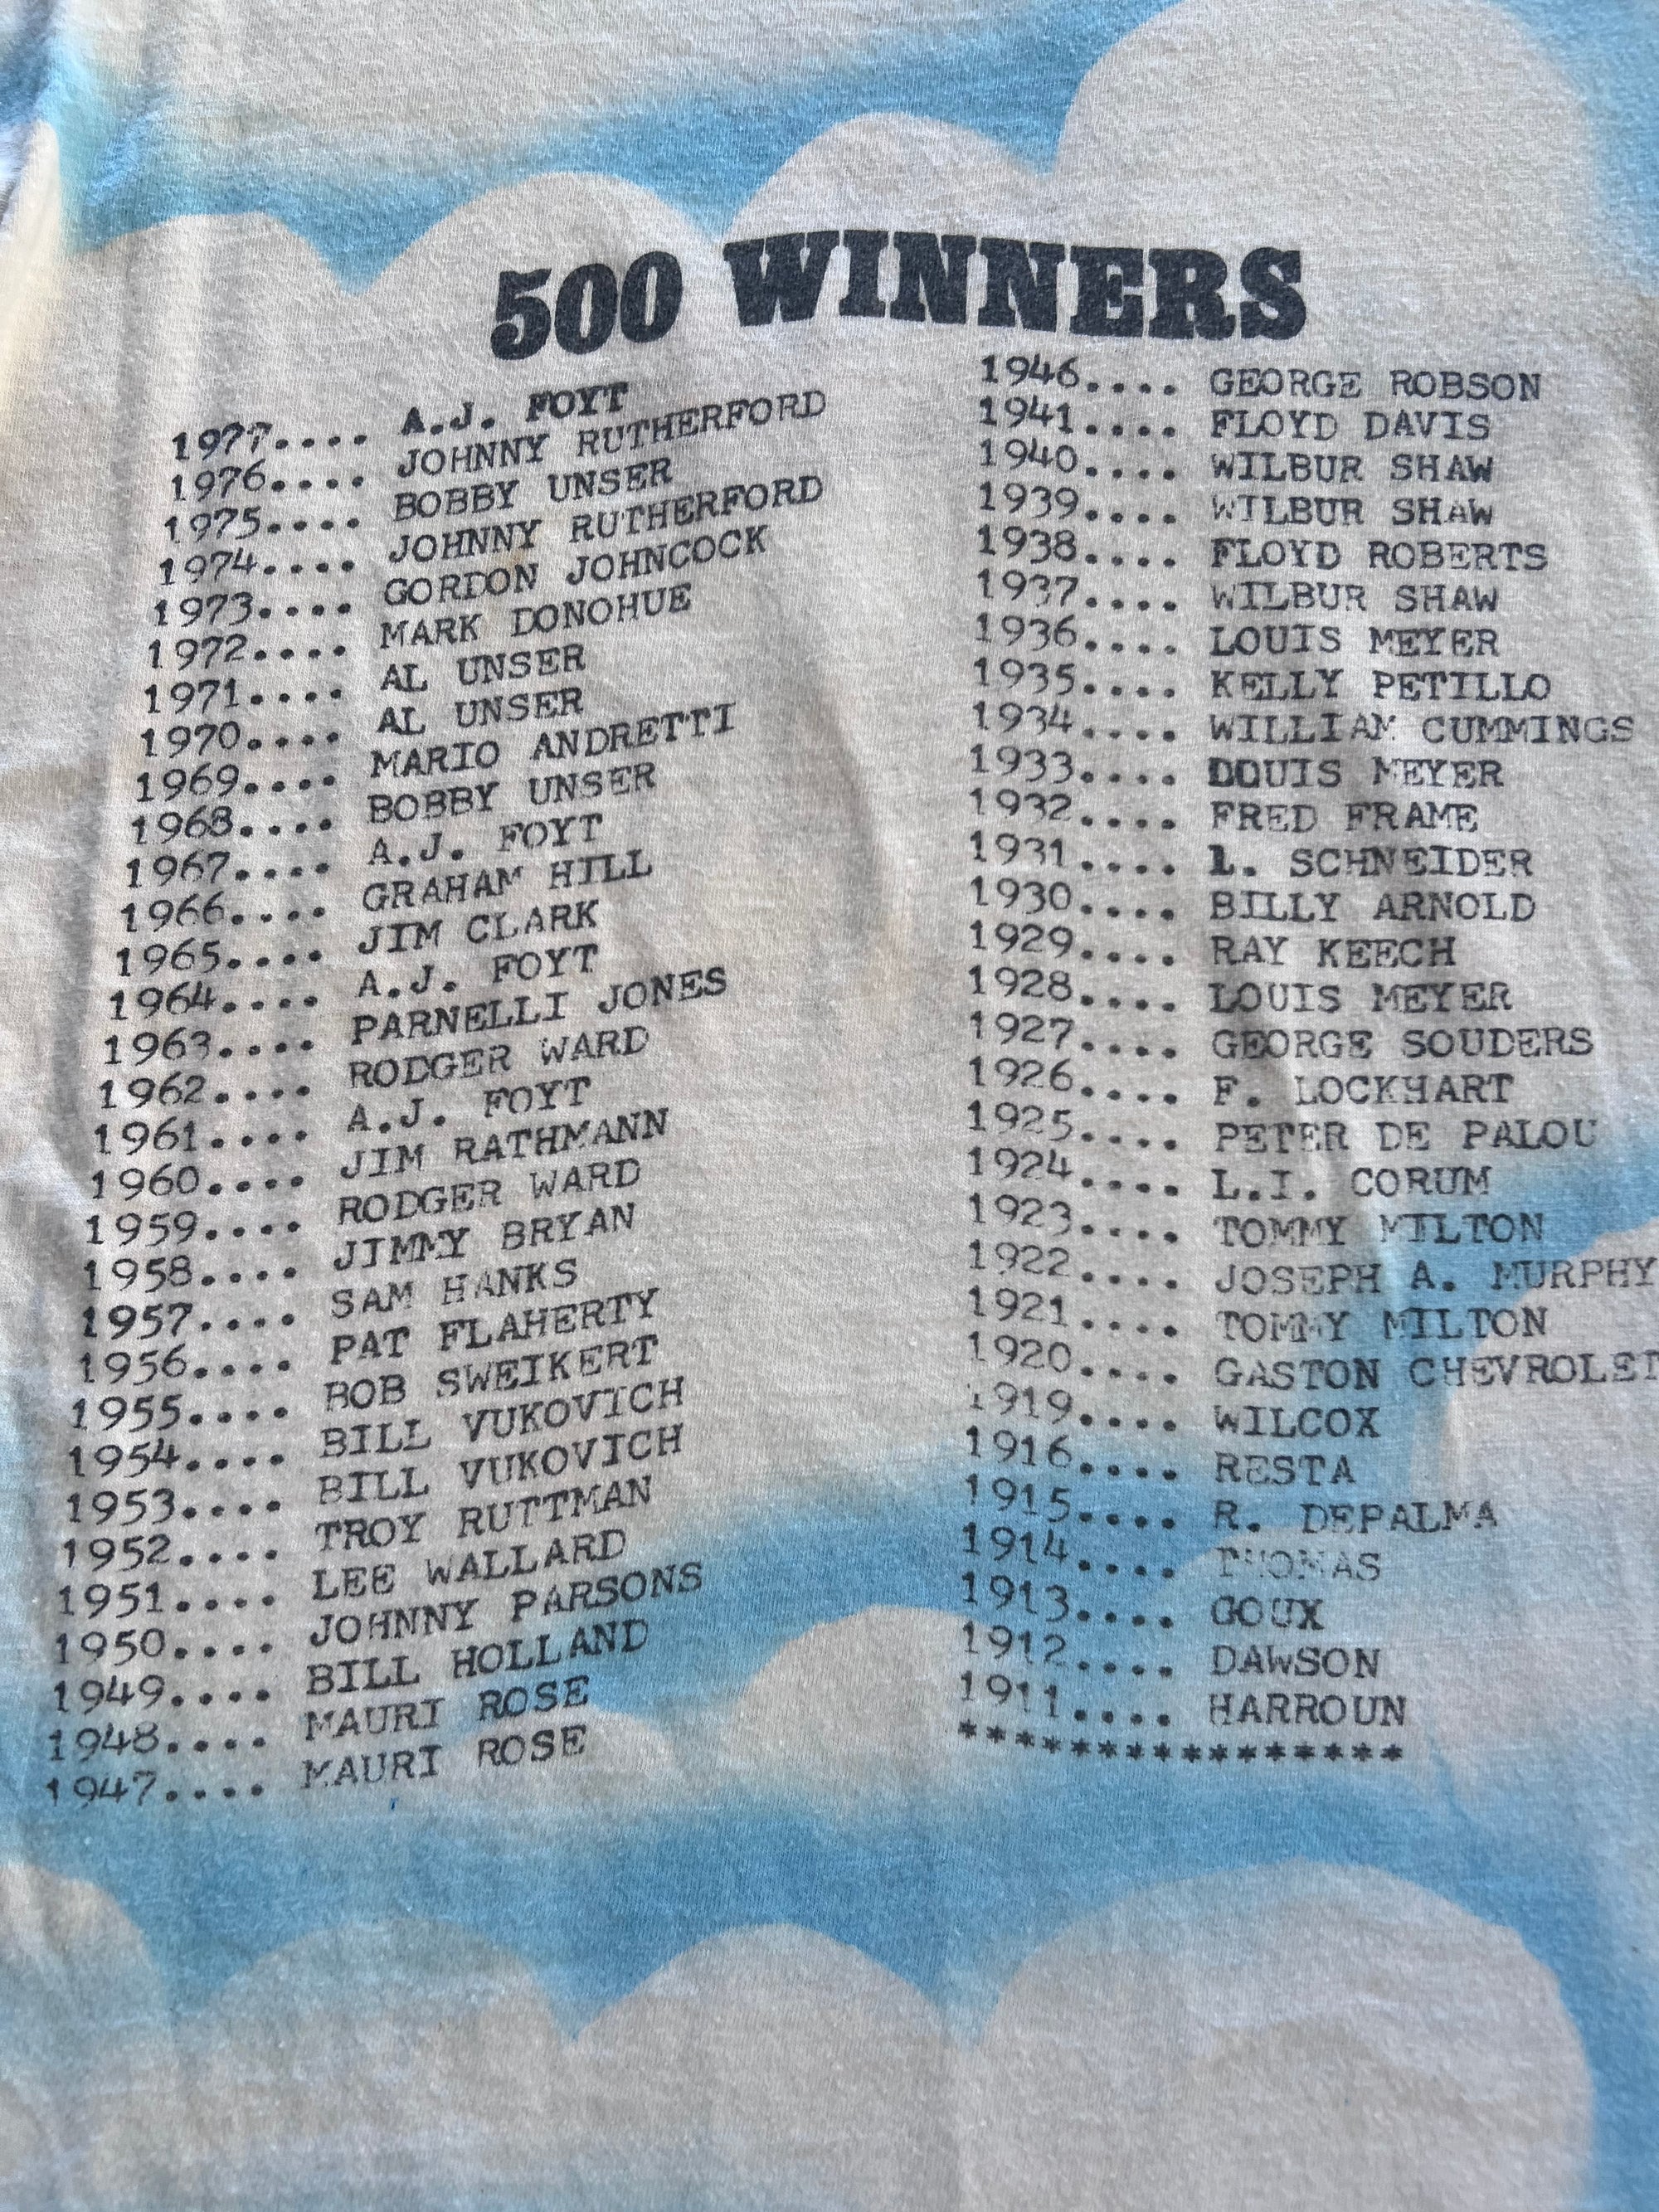 500 WINNERS
1977.... A.J. FOYT
1976.... JOHNNY RUTHERFORD
1975.... BOBBY UNSER
1974.... JOHNNY RUTHERFORD
1973.... GORDON JOHNCOCK
1972.... MARK DONOHUE
1971.... AL UNSER
1970.... AL UNSER
1969.... MARIO ANDRETTI
1968.... BOBBY UNSER
1967.... A.J. FOYT
1966.... GRAHAM HILL
1965.... JIM CLARK
1964.... A.J. FOYT
1963.... PARNELLI JONES
1962.... RODGER WARD
1961.... A.J. FOYT
1960.... JIM RATHMANN
1959.... RODGER WARD
1958.... JIMMY BRYAN
1957.... SAM HANKS
1956.... PAT FLAHERTY
1955.... BOB SWEIKERT
1954.... BILL VUKOVICH
1953.... BILL VUKOVICH
1952.... TROY RUTTMAN
1951.... LEE WALLARD
1950.... JOHNNY PARSONS
1949.... BILL HOLLAND
1948.... MAURI ROSE
1947.... MAURI ROSE
1946.... GEORGE ROBSON
1941.... FLOYD DAVIS
1940.... WILBUR SHAW
1939.... WILBUR SHAW
1938.... FLOYD ROBERTS
1937.... WILBUR SHAW
1936.... LOUIS MEYER
1935.... KELLY PETILLO
1934.... WILLIAM CUMMINGS
1933.... DOUIS MEYER
1932.... FRED FRAME
1931.... L. SCHNEIDER
1930.... BILLY ARNOLD
1929.... RAY KEECH
1928.... LOUIS MEYER
1927.... GEORGE SOUDERS
1926.... F. LOCKHART
1925.... PETER DE PALOU
1924.... L.I. CORUM
1923.... TOMMY MILTON
1922.... JOSEPH A. MURPHY
1921.... TOMMY MILTON
1920.... GASTON CHEVROLET
1919.... WILCOX
1916.... RESTA
1915.... R. DEPALMA
1914.... THOMAS
1913.... GOUX
1912.... DAWSON
1911.... HARROUN
****************